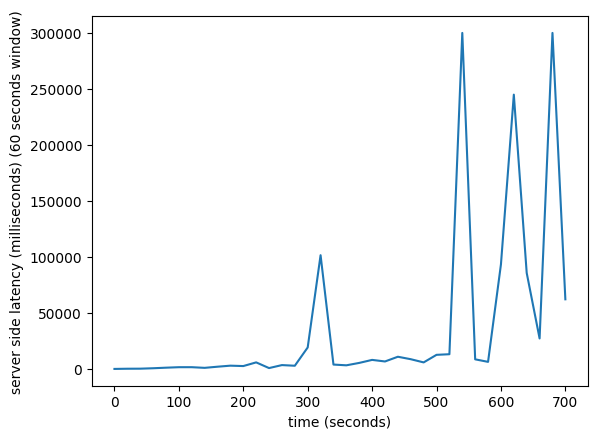 server side latency (milliseconds) (60 seconds window)
300000
250000
200000
150000
100000
50000
0
0 100 200 300 400 500 600 700
time (seconds)